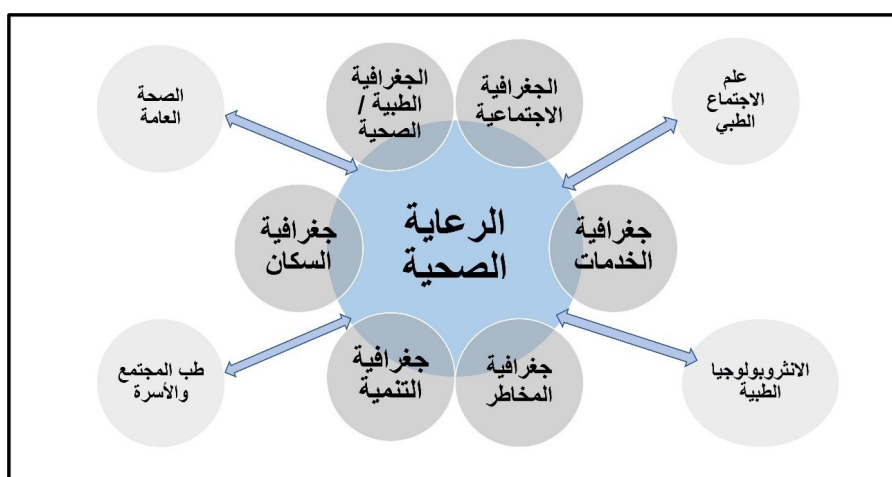 علم
الاجتماع
الطبي
الجغرافية
الاجتماعية
الجغرافية
الطبية /
الصحية
الصحة
العامة
جغرافية
الخدمات
الرعاية
الصحية
جغرافية
السكان
الانثروبولوجيا
الطبية
جغرافية
المخاطر
جغرافية
التنمية
طب المجتمع
والأسرة